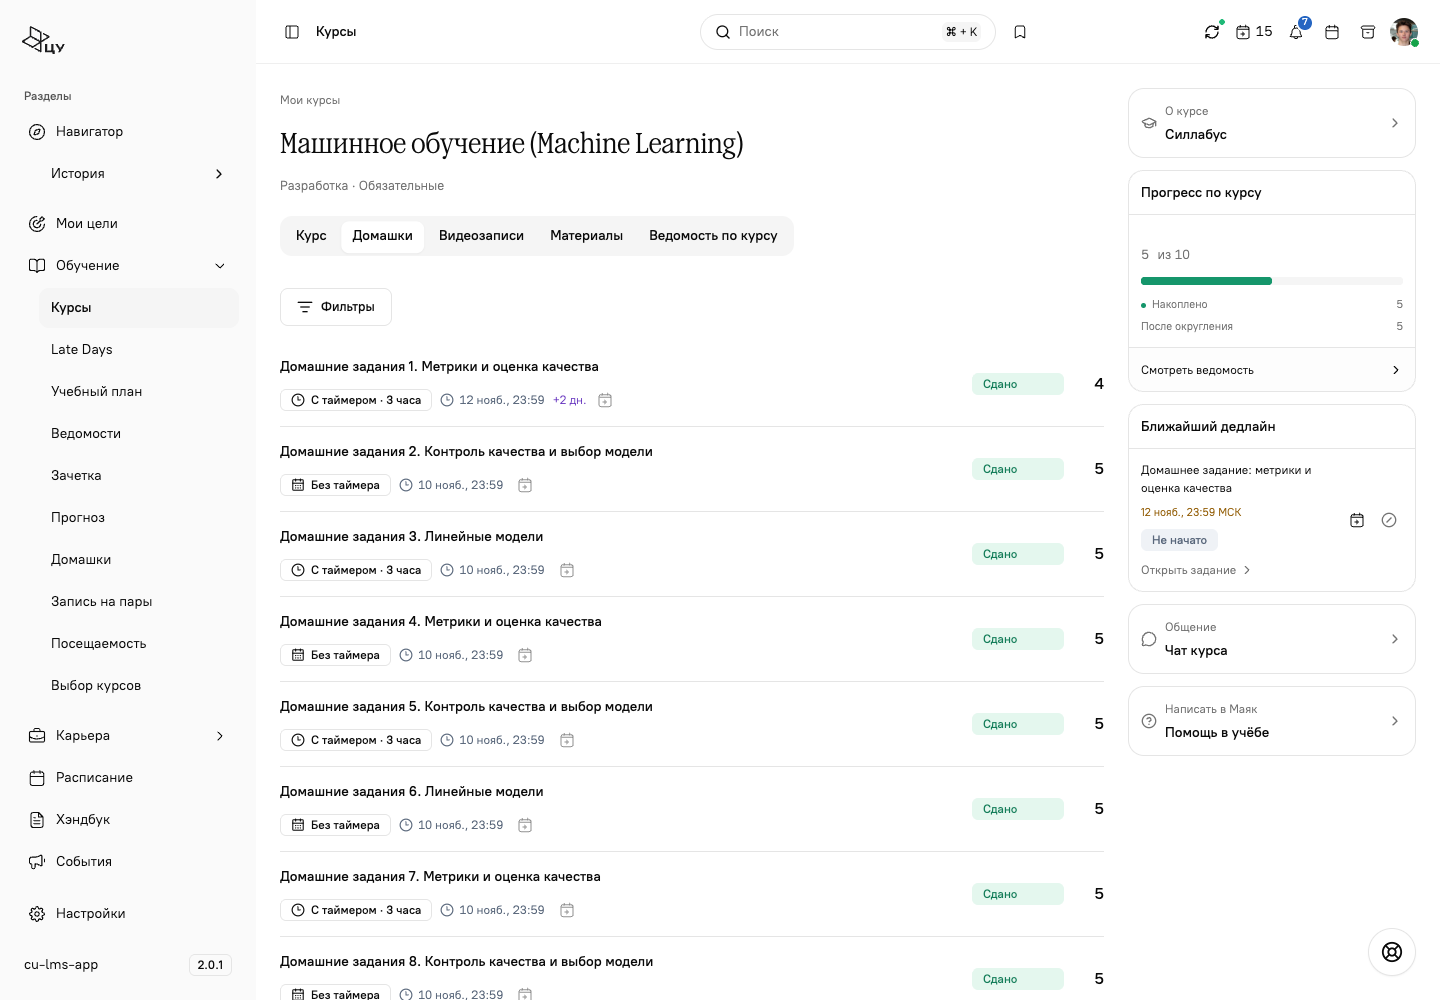 ЦУ
Разделы
Навигатор
История
Мои цели
Обучение
Курсы
Late Days
Учебный план
Ведомости
Зачетка
Прогноз
Домашки
Запись на пары
Посещаемость
Выбор курсов
Карьера
Расписание
Хэндбук
События
Настройки
cu-lms-app 2.0.1
Курсы
Поиск ⌘ + K
15
7
Мои курсы
Машинное обучение (Machine Learning)
Разработка · Обязательные
Курс Домашки Видеозаписи Материалы Ведомость по курсу
Фильтры
Домашние задания 1. Метрики и оценка качества
С таймером · 3 часа 12 нояб., 23:59 +2 дн.
Сдано 4
Домашние задания 2. Контроль качества и выбор модели
Без таймера 10 нояб., 23:59
Сдано 5
Домашние задания 3. Линейные модели
С таймером · 3 часа 10 нояб., 23:59
Сдано 5
Домашние задания 4. Метрики и оценка качества
Без таймера 10 нояб., 23:59
Сдано 5
Домашние задания 5. Контроль качества и выбор модели
С таймером · 3 часа 10 нояб., 23:59
Сдано 5
Домашние задания 6. Линейные модели
Без таймера 10 нояб., 23:59
Сдано 5
Домашние задания 7. Метрики и оценка качества
С таймером · 3 часа 10 нояб., 23:59
Сдано 5
Домашние задания 8. Контроль качества и выбор модели
Без таймера 10 нояб., 23:59
Сдано 5
О курсе
Силлабус
Прогресс по курсу
5 из 10
Накоплено 5
После округления 5
Смотреть ведомость
Ближайший дедлайн
Домашнее задание: метрики и
оценка качества
12 нояб., 23:59 МСК
Не начато
Открыть задание
Общение
Чат курса
Написать в Маяк
Помощь в учёбе